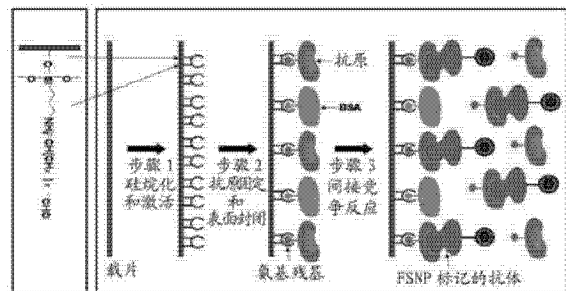 抗原
BSA
步骤 1
硅烷化
和激活
步骤 2
抗原固定
和
表面封闭
步骤 3
间接竞
争反应
载片
氨基残基
FSNP 标记的抗体